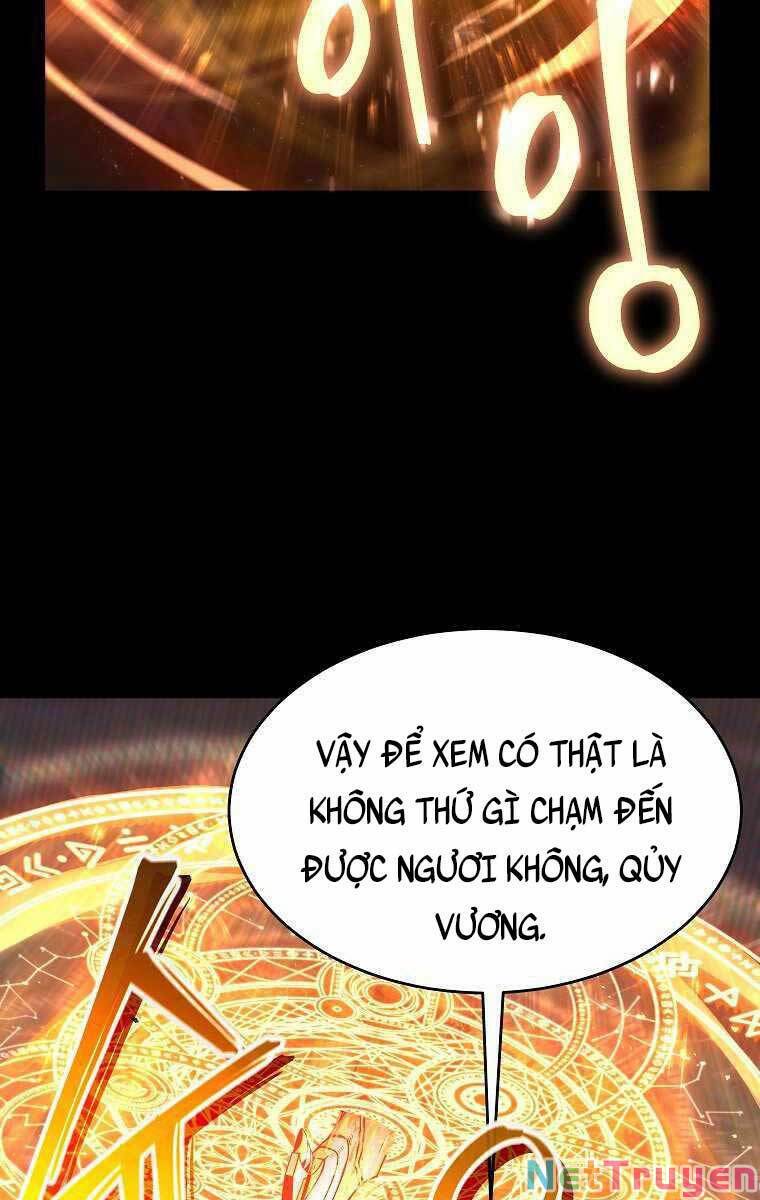 VẬY ĐỂ XEM CÓ THẬT LÀ
KHÔNG THỨ GÌ CHẠM ĐẾN
ĐƯỢC NGƯƠI KHÔNG, QỦY
VƯƠNG.
NetTruyen